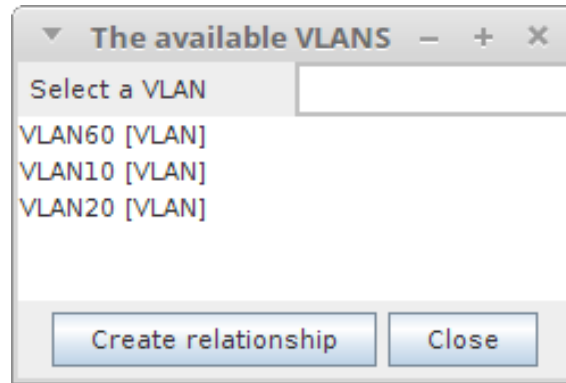 The available VLANS
Select a VLAN
VLAN60 [VLAN]
VLAN10 [VLAN]
VLAN20 [VLAN]
Create relationship Close